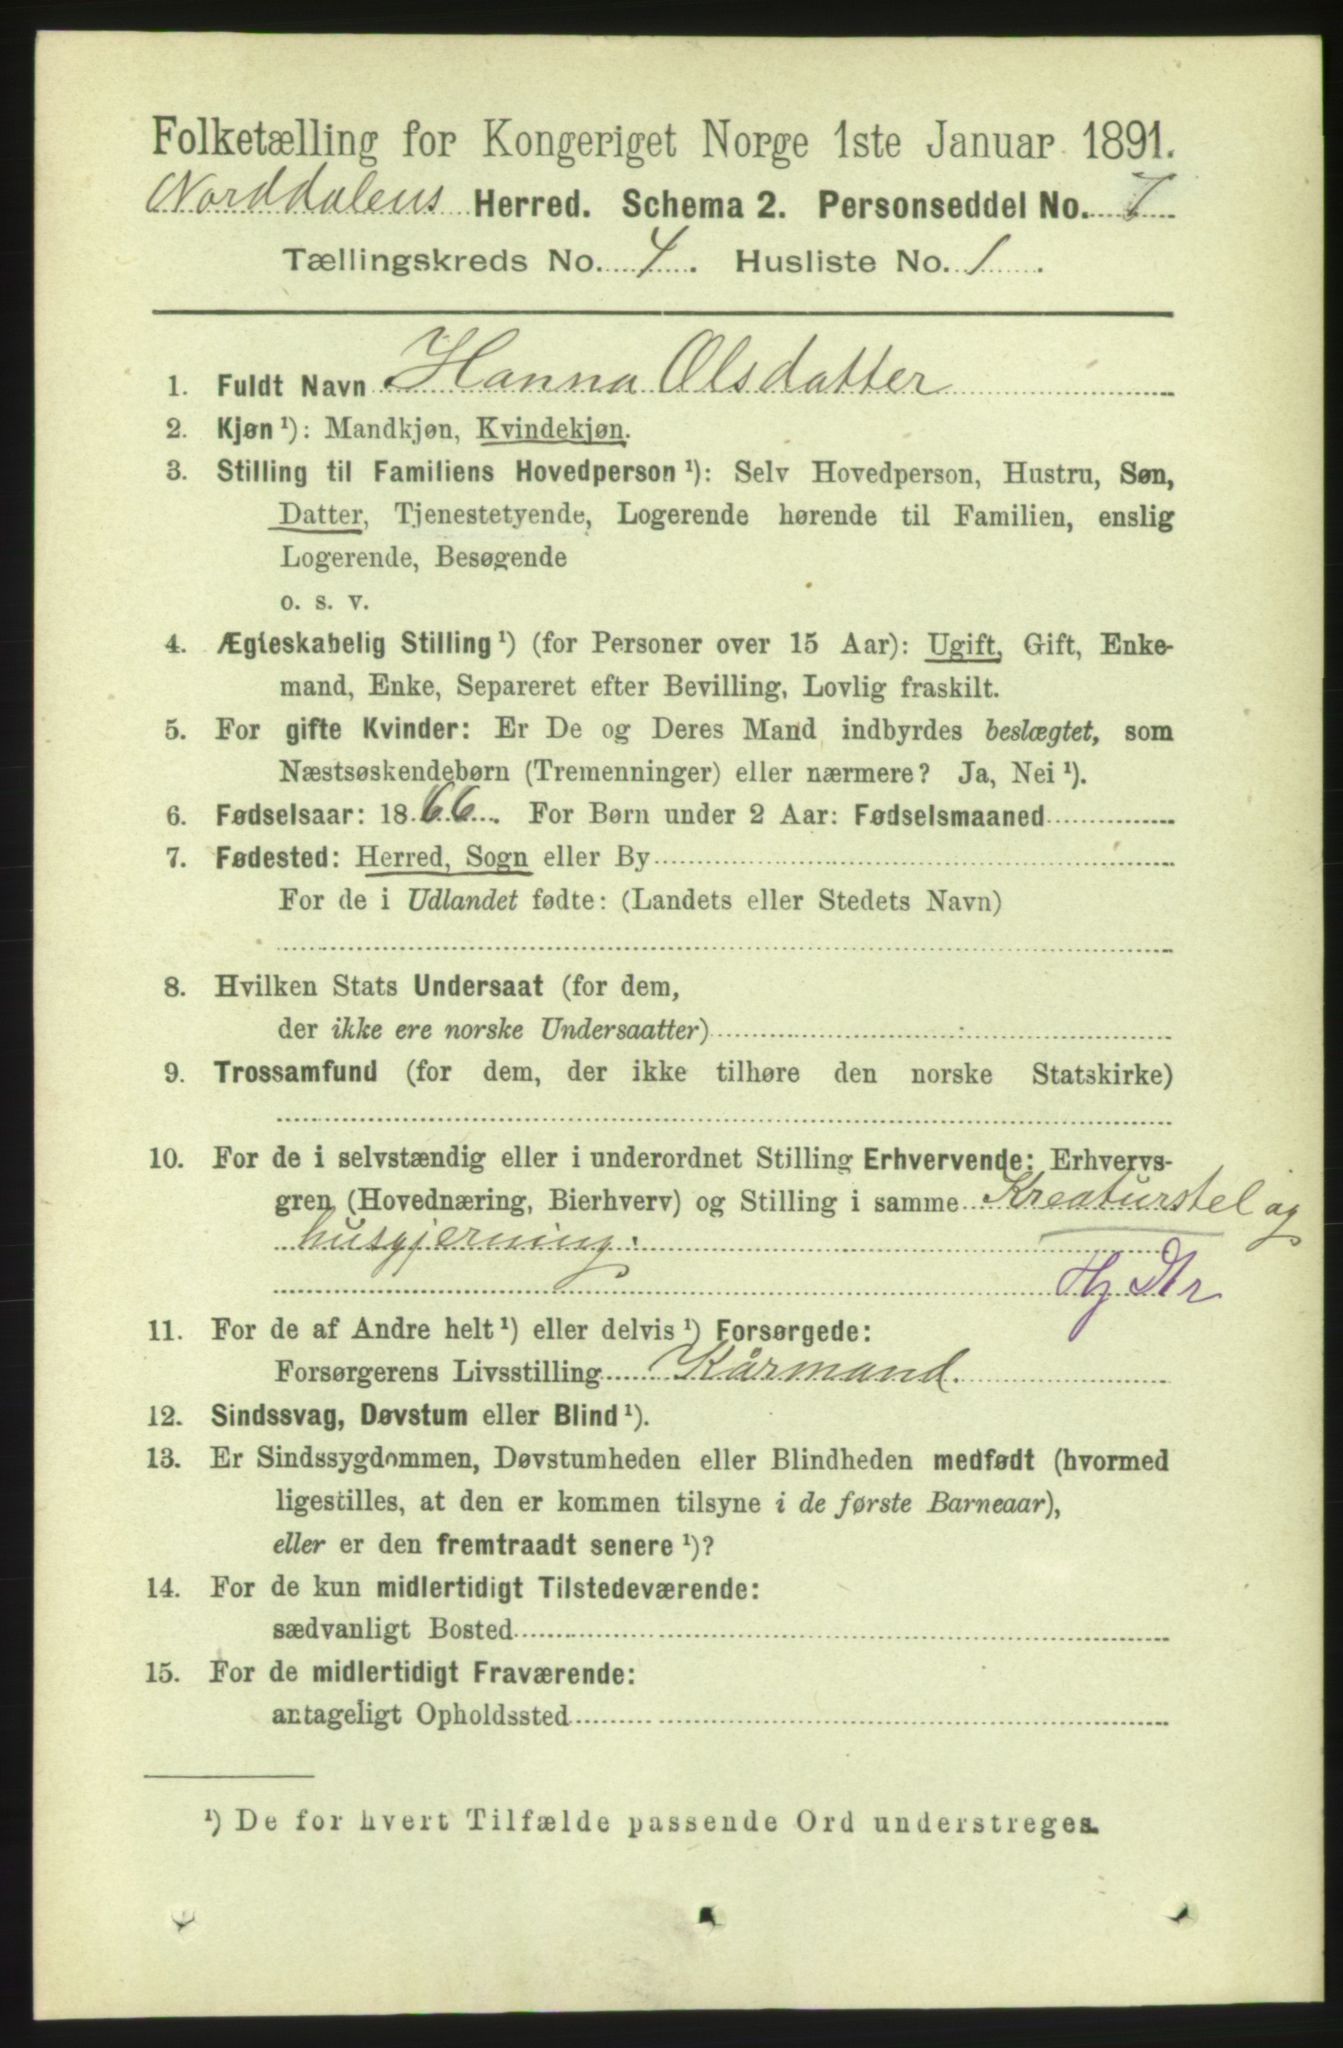 Folketælling for Kongeriget Norge 1ste Januar 1891.
Norddalens Herred. Schema 2. Personseddel No. 7
Tællingskreds No. 4. Husliste No. 1.
1. Fuldt Navn Hanna Olsdatter
2. Kjøn ¹): Mandkjøn, Kvindekjøn.
3. Stilling til Familiens Hovedperson ¹): Selv Hovedperson, Hustru, Søn,
Datter, Tjenestetyende, Logerende hørende til Familien, enslig
Logerende, Besøgende
o. s. v.
4. Ægteskabelig Stilling ¹) (for Personer over 15 Aar): Ugift, Gift, Enke-
mand, Enke, Separeret efter Bevilling, Lovlig fraskilt.
5. For gifte Kvinder: Er De og Deres Mand indbyrdes beslægtet, som
Næstsøskendebørn (Tremenninger) eller nærmere? Ja, Nei ¹).
6. Fødselsaar: 1866. For Børn under 2 Aar: Fødselsmaaned
7. Fødested: Herred, Sogn eller By
For de i Udlandet fødte: (Landets eller Stedets Navn)
8. Hvilken Stats Undersaat (for dem,
der ikke ere norske Undersaatter)
9. Trossamfund (for dem, der ikke tilhøre den norske Statskirke)
10. For de i selvstændig eller i underordnet Stilling Erhvervende: Erhvervs-
gren (Hovednæring, Bierhverv) og Stilling i samme Kreaturstel og
husgjerning.
Hj Dtr
11. For de af Andre helt ¹) eller delvis ¹) Forsørgede:
Forsørgerens Livsstilling Kårmand.
12. Sindssvag, Døvstum eller Blind ¹).
13. Er Sindssygdommen, Døvstumheden eller Blindheden medfødt (hvormed
ligestilles, at den er kommen tilsyne i de første Barneaar),
eller er den fremtraadt senere ¹)?
14. For de kun midlertidigt Tilstedeværende:
sædvanligt Bosted
15. For de midlertidigt Fraværende:
antageligt Opholdssted
¹) De for hvert Tilfælde passende Ord understreges.